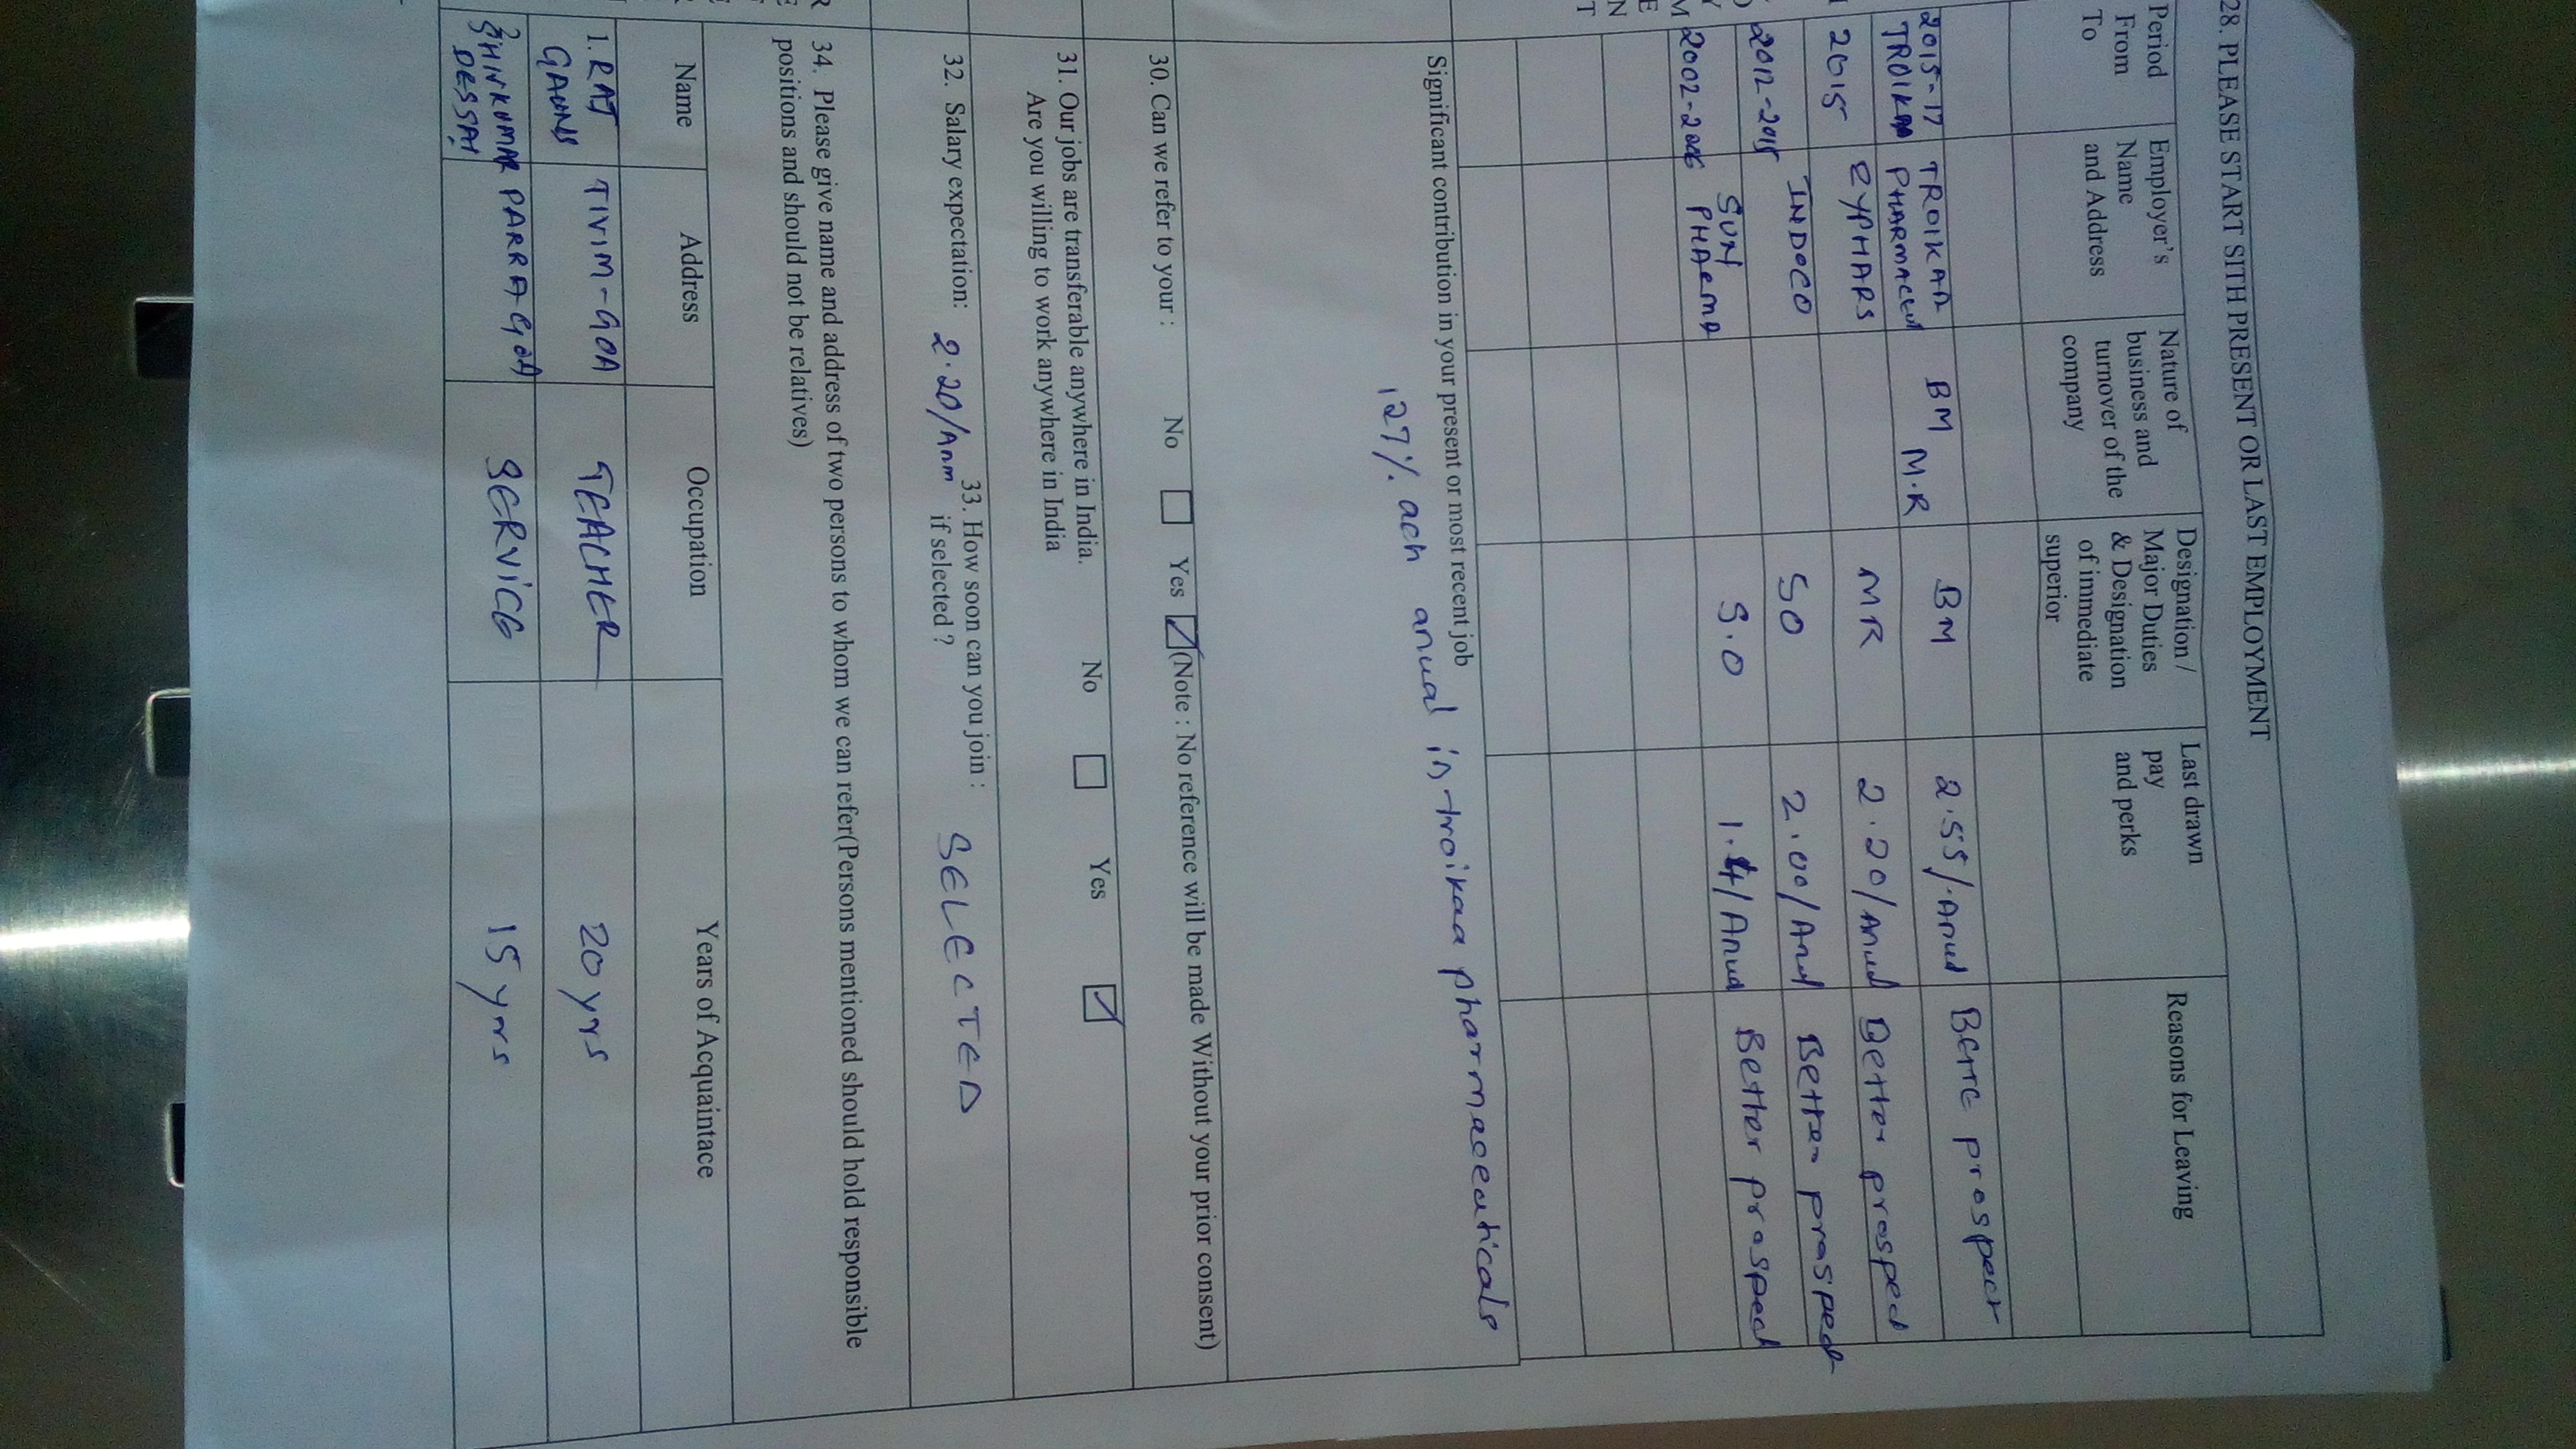 28. PLEASE START SITH PRESENT OR LAST EMPLOYMENT
Period From To
Employer's Name and Address
Nature of business and turnover of the company
Designation / Major Duties & Designation of immediate superior
Last drawn pay and perks
Reasons for Leaving
2015-17 TROIKAA BM BM 2.55/.Anual Bette prospect
TROIKAA PHARMACEU M.R
2015 ZYPHARS MR 2.20/Anual Better prospect
2012-2015 INDOCO SO 2.00/Anul Better prospect
2002-2006 SUN PHArmA S.O 1.4/Anual Better prospect
Significant contribution in your present or most recent job
127% ach anual in troikaa pharmaceuticals
30. Can we refer to your : No Yes (Note : No reference will be made Without your prior consent)
31. Our jobs are transferable anywhere in India. No Yes
Are you willing to work anywhere in India
32. Salary expectation: 2.20/Anm 33. How soon can you join : SELECTED
if selected ?
34. Please give name and address of two persons to whom we can refer(Persons mentioned should hold responsible
positions and should not be relatives)
Name Address Occupation Years of Acquaintace
1. RAJ TIVIM-GOA TEACHER 20 yrs
GAUNS
SHINKUMAR PARRA-GOA SERVICE 15 yrs
DESSAI